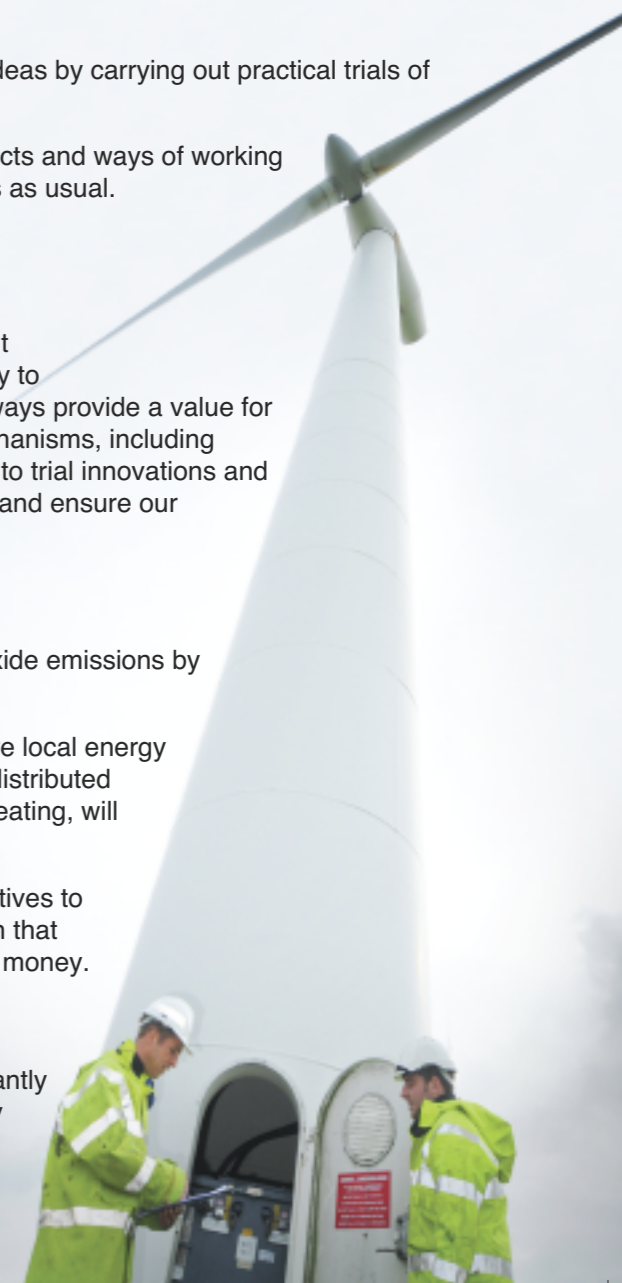 deas by carrying out practical trials of
cts and ways of working
s as usual.
t
y to
ways provide a value for
hanisms, including
to trial innovations and
and ensure our
xide emissions by
e local energy
distributed
eating, will
tives to
n that
money.
antly
y